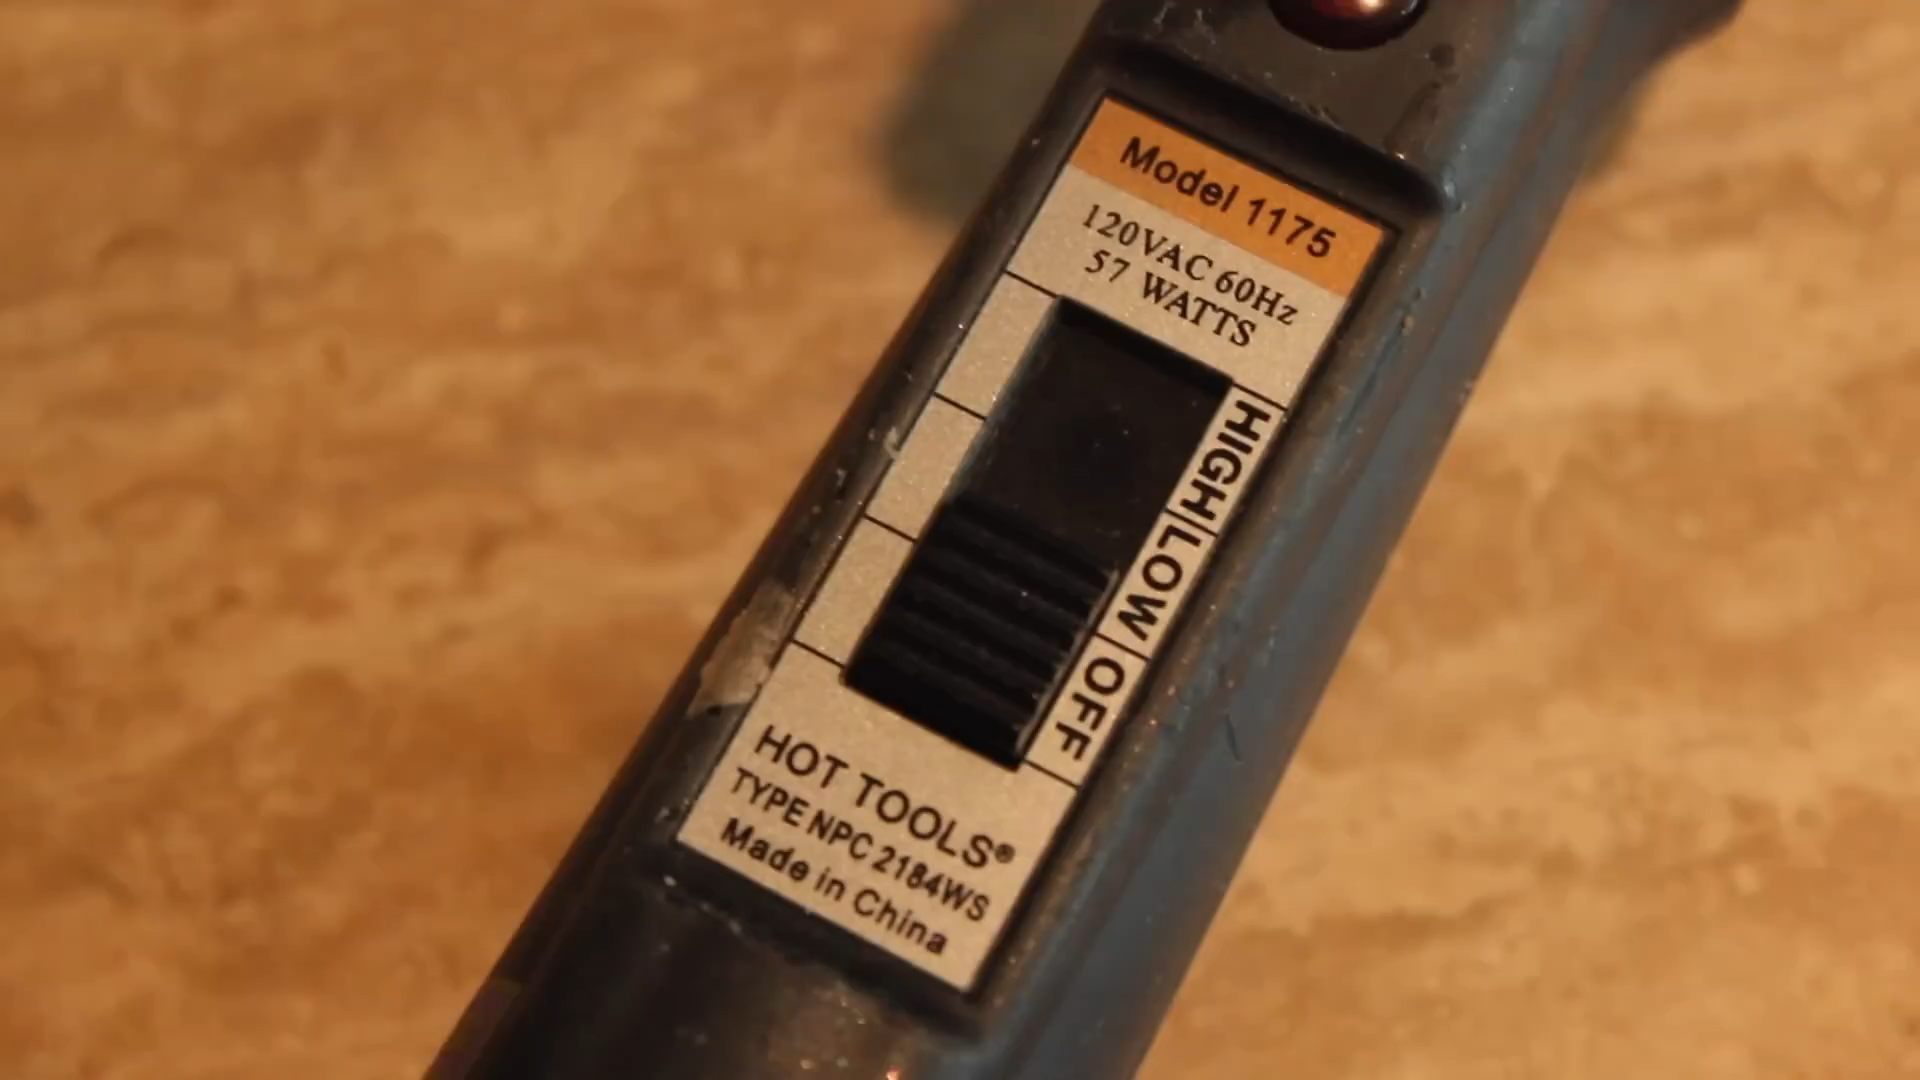 Model 1175
120VAC 60Hz
57 WATTS
HIGH
LOW
OFF
HOT TOOLS®
TYPE NPC 2184WS
Made in China